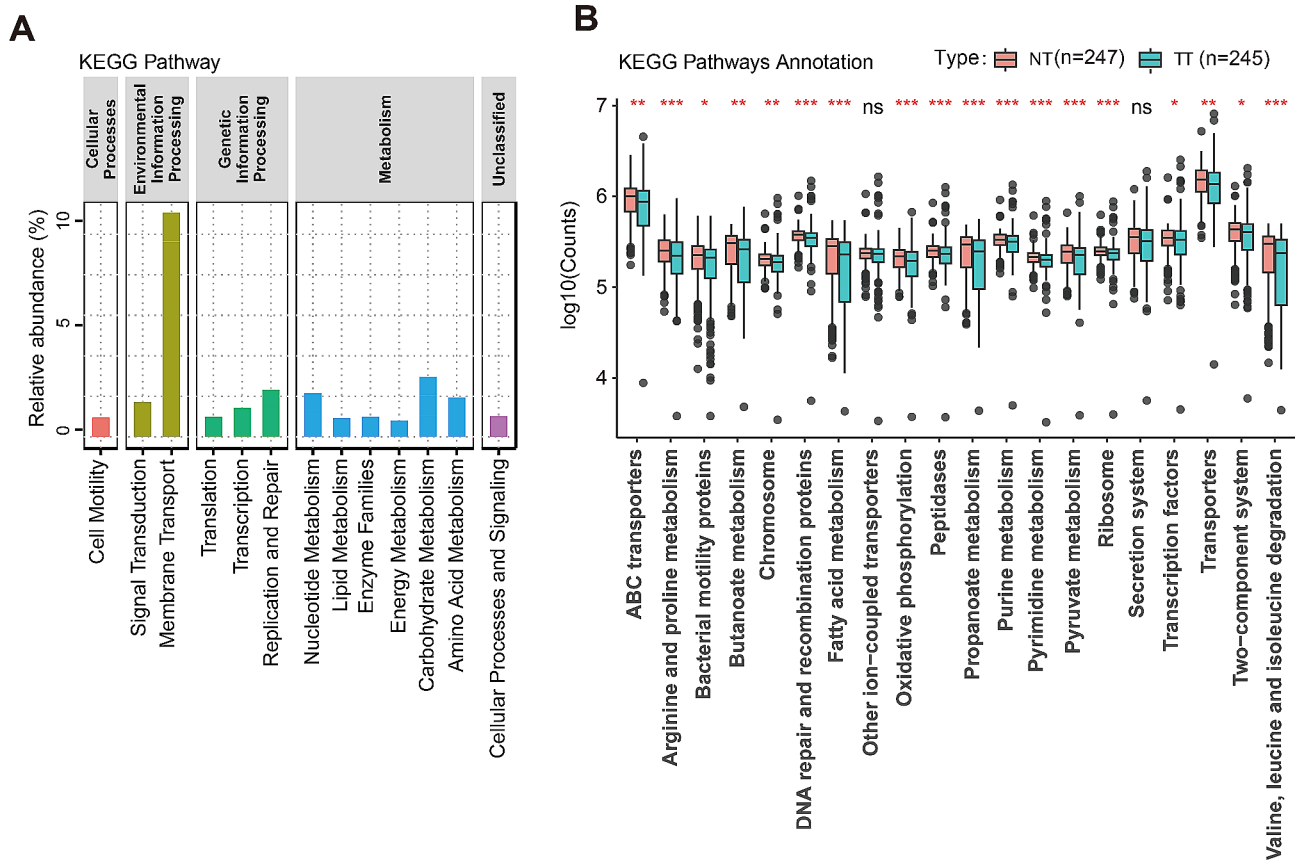 A
KEGG Pathway
Cellular
Processes
Environmental
Information
Processing
Genetic
Information
Processing
Metabolism
Unclassified
Relative abundance (%)
10
5
0
Cell Motility
Signal Transduction
Membrane Transport
Translation
Transcription
Replication and Repair
Nucleotide Metabolism
Lipid Metabolism
Enzyme Families
Energy Metabolism
Carbohydrate Metabolism
Amino Acid Metabolism
Cellular Processes and Signaling
B
KEGG Pathways Annotation
Type: NT(n=247) TT (n=245)
** *** * ** ** *** *** ns *** *** *** *** *** *** *** ns * ** * ***
log10(Counts)
7
6
5
4
ABC transporters
Arginine and proline metabolism
Bacterial motility proteins
Butanoate metabolism
Chromosome
DNA repair and recombination proteins
Fatty acid metabolism
Other ion−coupled transporters
Oxidative phosphorylation
Peptidases
Propanoate metabolism
Purine metabolism
Pyrimidine metabolism
Pyruvate metabolism
Ribosome
Secretion system
Transcription factors
Transporters
Two−component system
Valine, leucine and isoleucine degradation